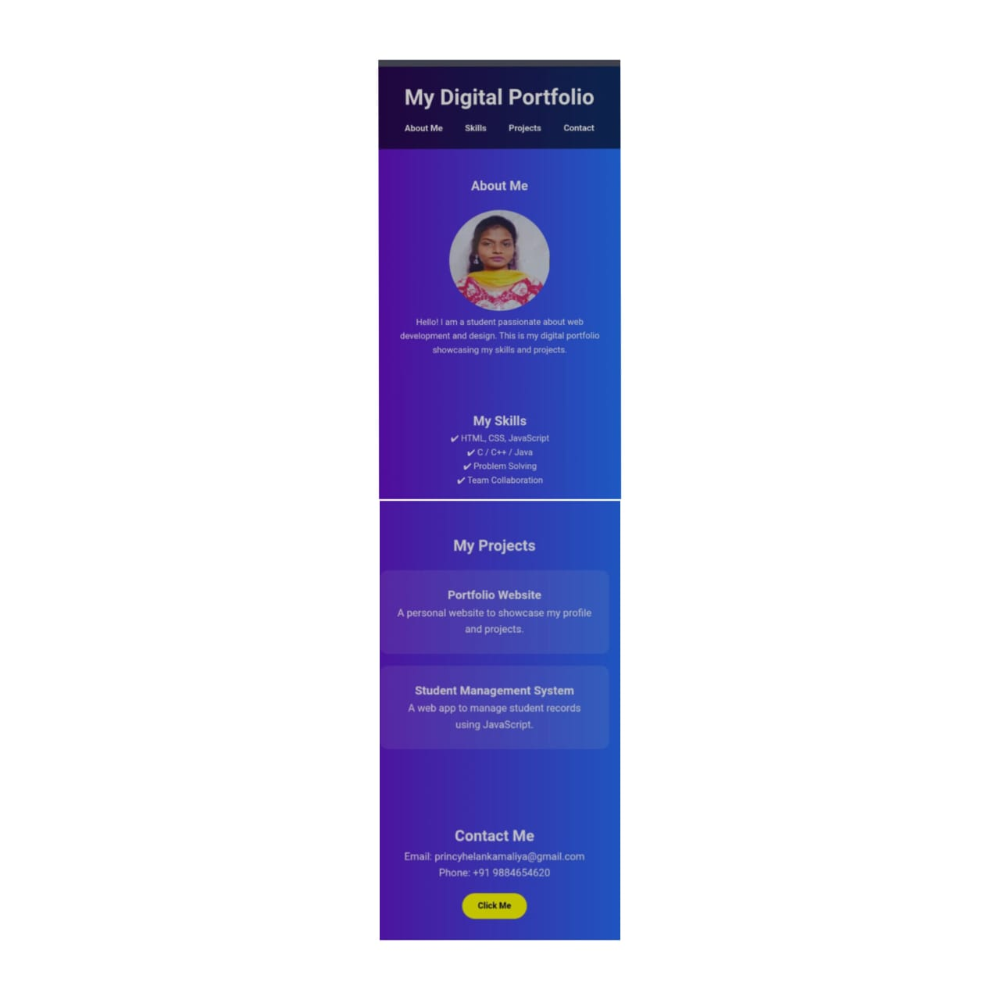 My Digital Portfolio
About Me Skills Projects Contact
About Me
Hello! I am a student passionate about web
development and design. This is my digital portfolio
showcasing my skills and projects.
My Skills
✔ HTML, CSS, JavaScript
✔ C / C++ / Java
✔ Problem Solving
✔ Team Collaboration
My Projects
Portfolio Website
A personal website to showcase my profile
and projects.
Student Management System
A web app to manage student records
using JavaScript.
Contact Me
Email: princyhelankamaliya@gmail.com
Phone: +91 9884654620
Click Me